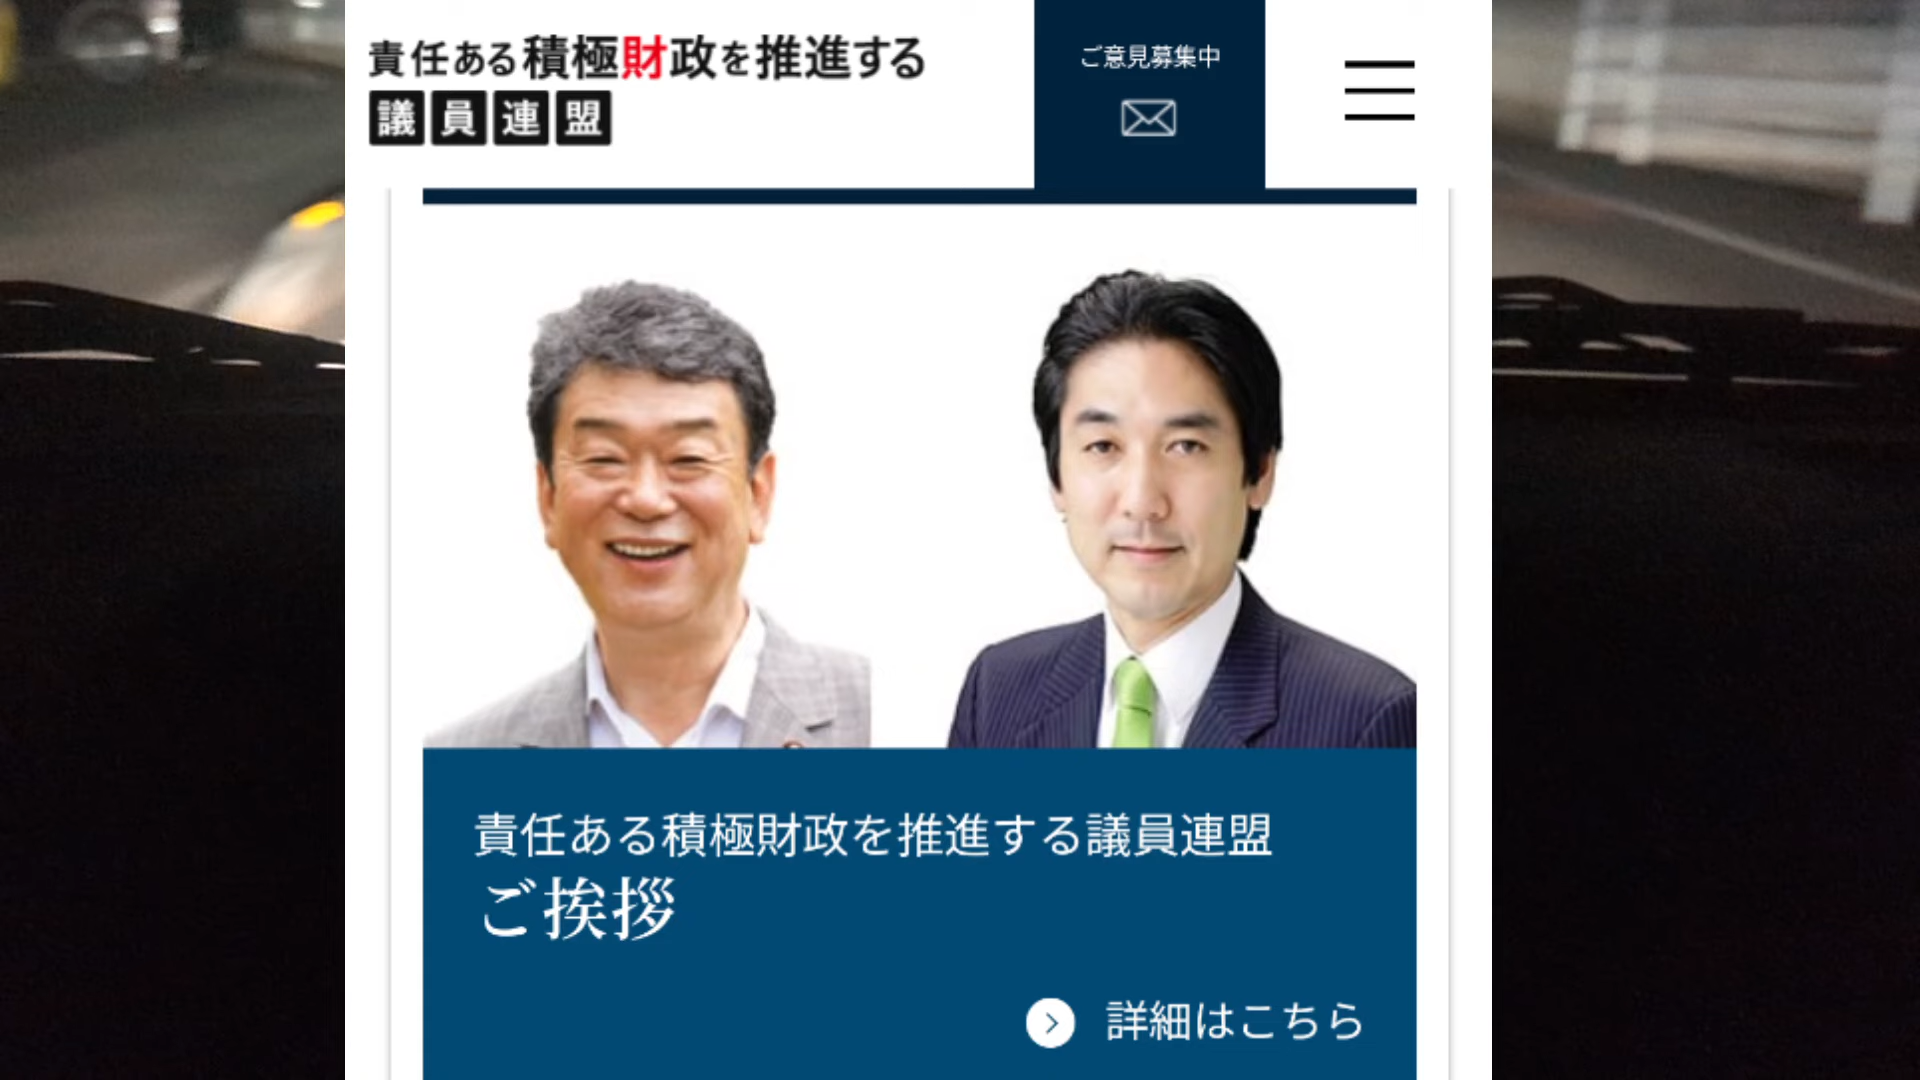 責任ある積極財政を推進する
議員連盟
ご意見募集中
責任ある積極財政を推進する議員連盟
ご挨拶
詳細はこちら